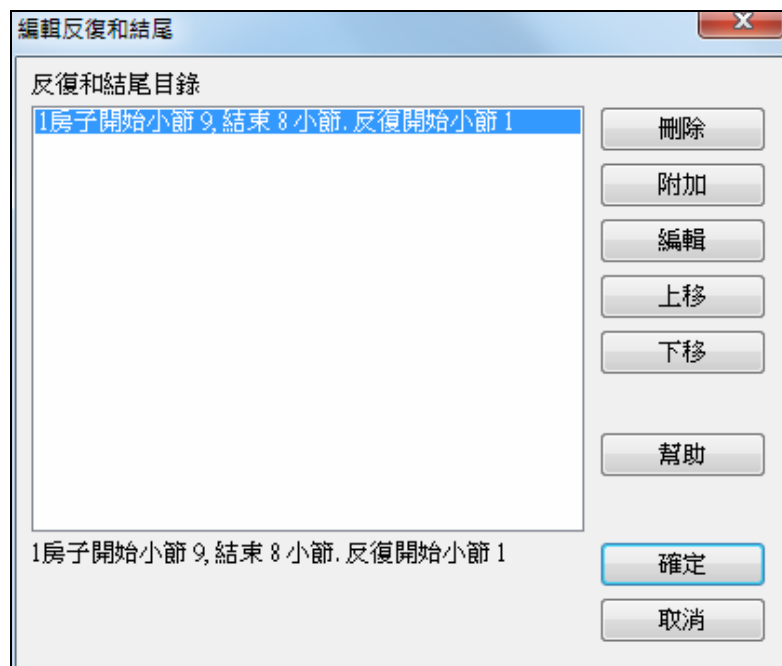 編輯反復和結尾
反復和結尾目錄
1房子開始小節 9, 結束 8 小節. 反復開始小節 1
刪除
附加
編輯
上移
下移
幫助
1房子開始小節 9, 結束 8 小節. 反復開始小節 1
確定
取消